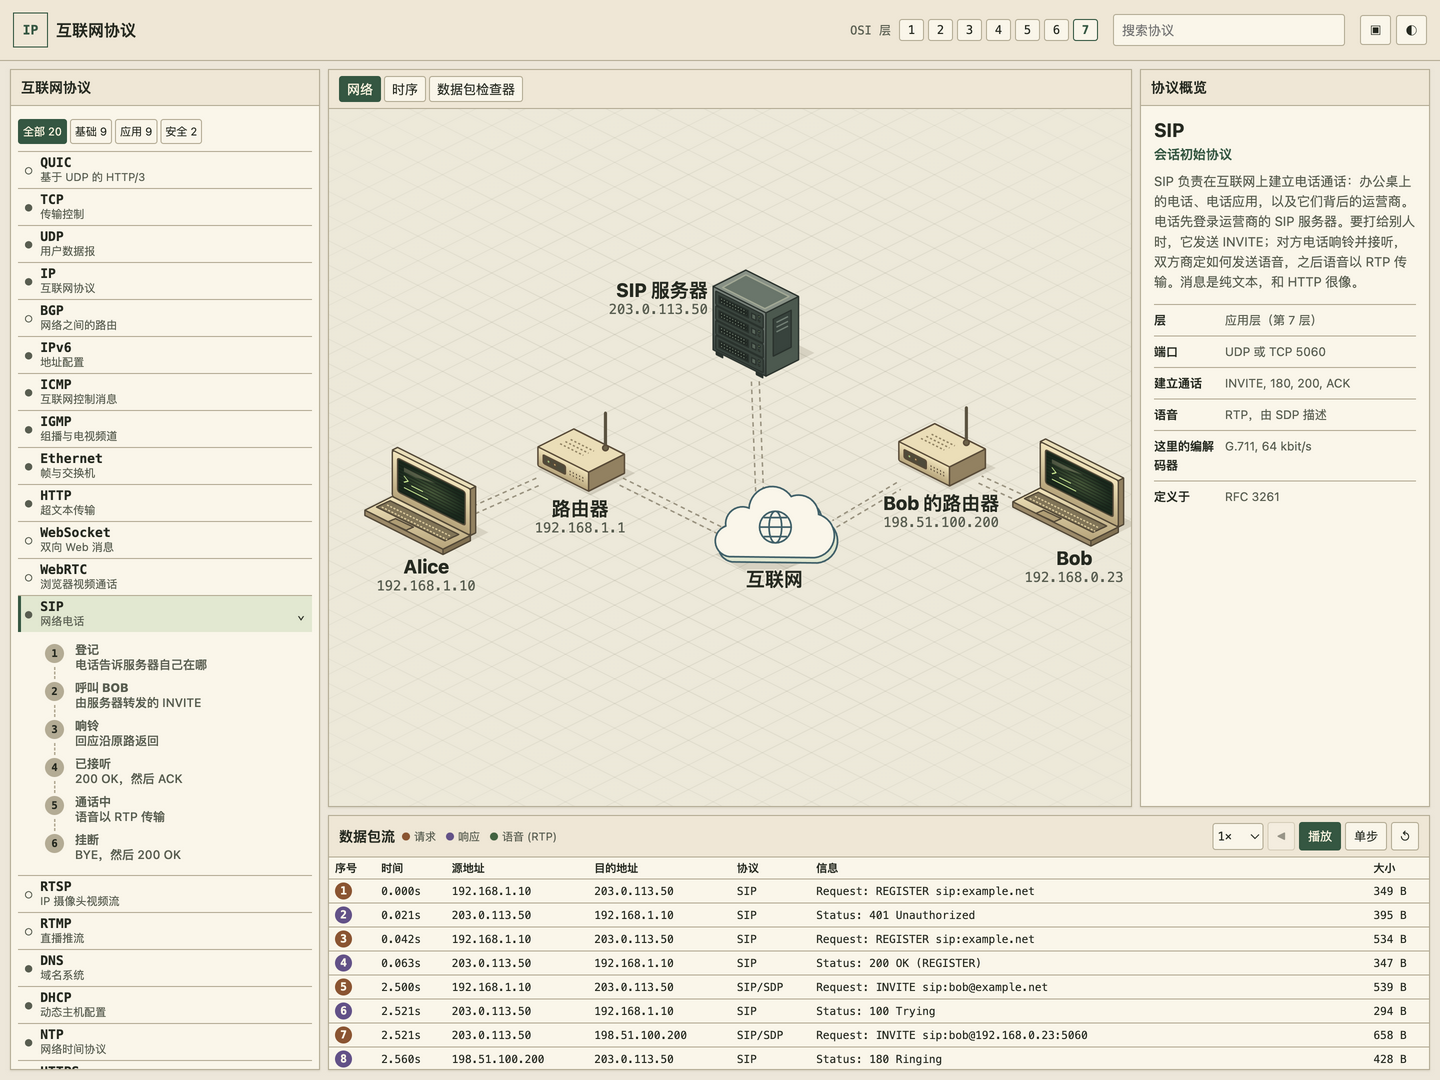 IP 互联网协议
OSI 层 1 2 3 4 5 6 7
搜索协议
互联网协议
全部 20 基础 9 应用 9 安全 2
QUIC
基于 UDP 的 HTTP/3
TCP
传输控制
UDP
用户数据报
IP
互联网协议
BGP
网络之间的路由
IPv6
地址配置
ICMP
互联网控制消息
IGMP
组播与电视频道
Ethernet
帧与交换机
HTTP
超文本传输
WebSocket
双向 Web 消息
WebRTC
浏览器视频通话
SIP
网络电话
1 登记
电话告诉服务器自己在哪
2 呼叫 BOB
由服务器转发的 INVITE
3 响铃
回应沿原路返回
4 已接听
200 OK，然后 ACK
5 通话中
语音以 RTP 传输
6 挂断
BYE，然后 200 OK
RTSP
IP 摄像头视频流
RTMP
直播推流
DNS
域名系统
DHCP
动态主机配置
NTP
网络时间协议
HTTPS
网络 时序 数据包检查器
SIP 服务器
203.0.113.50
路由器
192.168.1.1
Alice
192.168.1.10
互联网
Bob 的路由器
198.51.100.200
Bob
192.168.0.23
协议概览
SIP
会话初始协议
SIP 负责在互联网上建立电话通话：办公桌上
的电话、电话应用，以及它们背后的运营商。
电话先登录运营商的 SIP 服务器。要打给别人
时，它发送 INVITE；对方电话响铃并接听，
双方商定如何发送语音，之后语音以 RTP 传
输。消息是纯文本，和 HTTP 很像。
层 应用层（第 7 层）
端口 UDP 或 TCP 5060
建立通话 INVITE, 180, 200, ACK
语音 RTP，由 SDP 描述
这里的编解码器 G.711, 64 kbit/s
定义于 RFC 3261
数据包流 请求 响应 语音 (RTP)
1× 播放 单步
序号 时间 源地址 目的地址 协议 信息 大小
1 0.000s 192.168.1.10 203.0.113.50 SIP Request: REGISTER sip:example.net 349 B
2 0.021s 203.0.113.50 192.168.1.10 SIP Status: 401 Unauthorized 395 B
3 0.042s 192.168.1.10 203.0.113.50 SIP Request: REGISTER sip:example.net 534 B
4 0.063s 203.0.113.50 192.168.1.10 SIP Status: 200 OK (REGISTER) 347 B
5 2.500s 192.168.1.10 203.0.113.50 SIP/SDP Request: INVITE sip:bob@example.net 539 B
6 2.521s 203.0.113.50 192.168.1.10 SIP Status: 100 Trying 294 B
7 2.521s 203.0.113.50 198.51.100.200 SIP/SDP Request: INVITE sip:bob@192.168.0.23:5060 658 B
8 2.560s 198.51.100.200 203.0.113.50 SIP Status: 180 Ringing 428 B